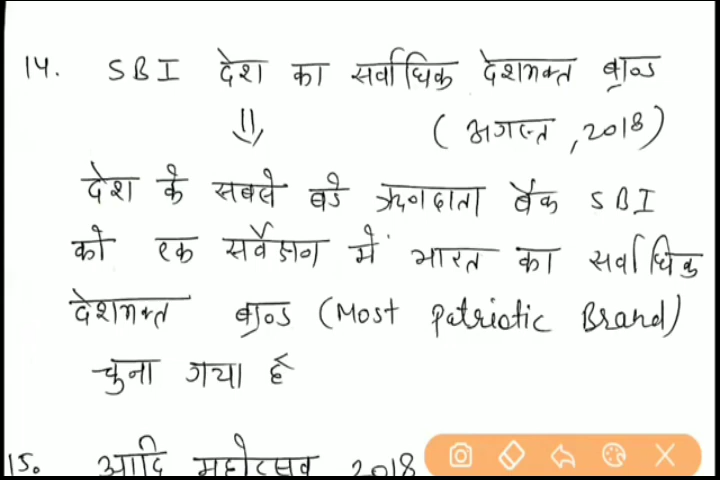 14. SBI देश का सर्वाधिक देशभक्त ब्रान्ड
(अगस्त, 2018)
देश के सबसे बडे ऋणदाता बैंक SBI
को एक सर्वेक्षण में भारत का सर्वाधिक
देशभक्त ब्रान्ड (Most Patriotic Brand)
चुना गया है
15. आदि महोत्सव 2018